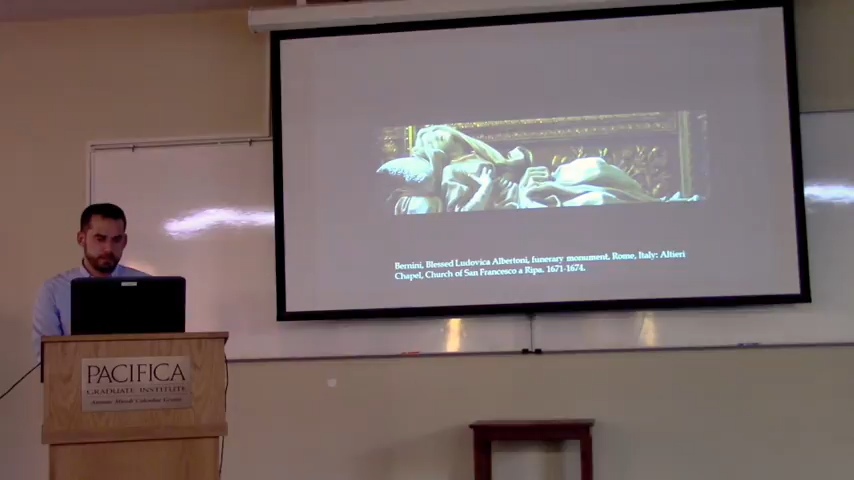 Bernini, Blessed Ludovica Albertoni, funerary monument, Rome, Italy: Altieri
Chapel, Church of San Francesco a Ripa. 1671-1674.
PACIFICA
GRADUATE INSTITUTE